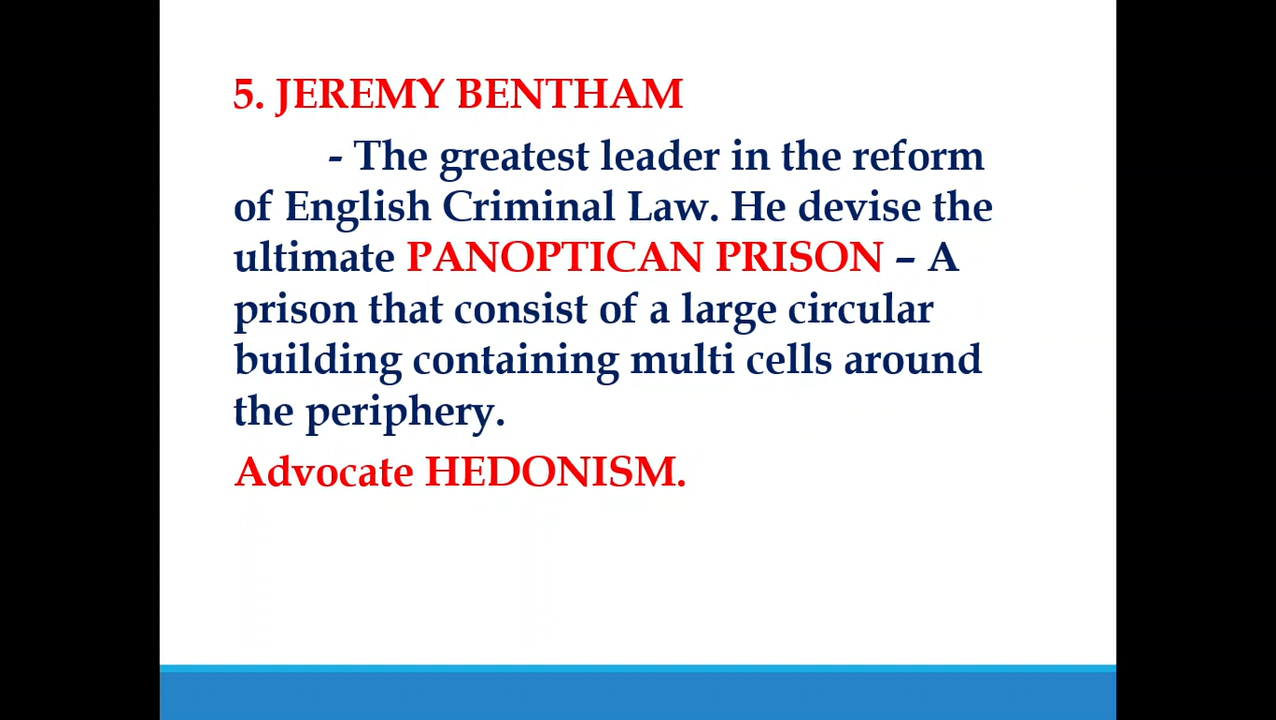 5. JEREMY BENTHAM
- The greatest leader in the reform
of English Criminal Law. He devise the
ultimate PANOPTICAN PRISON – A
prison that consist of a large circular
building containing multi cells around
the periphery.
Advocate HEDONISM.